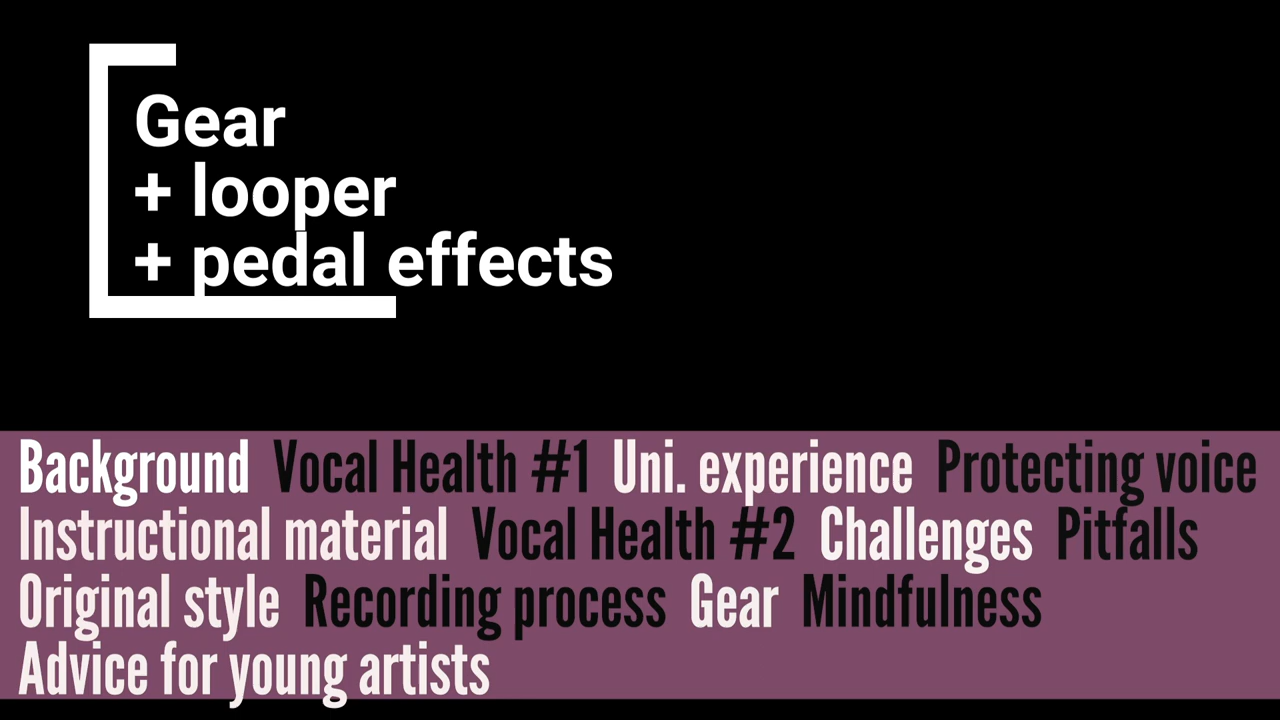 Gear
+ looper
+ pedal effects
Background Vocal Health #1 Uni. experience Protecting voice
Instructional material Vocal Health #2 Challenges Pitfalls
Original style Recording process Gear Mindfulness
Advice for young artists